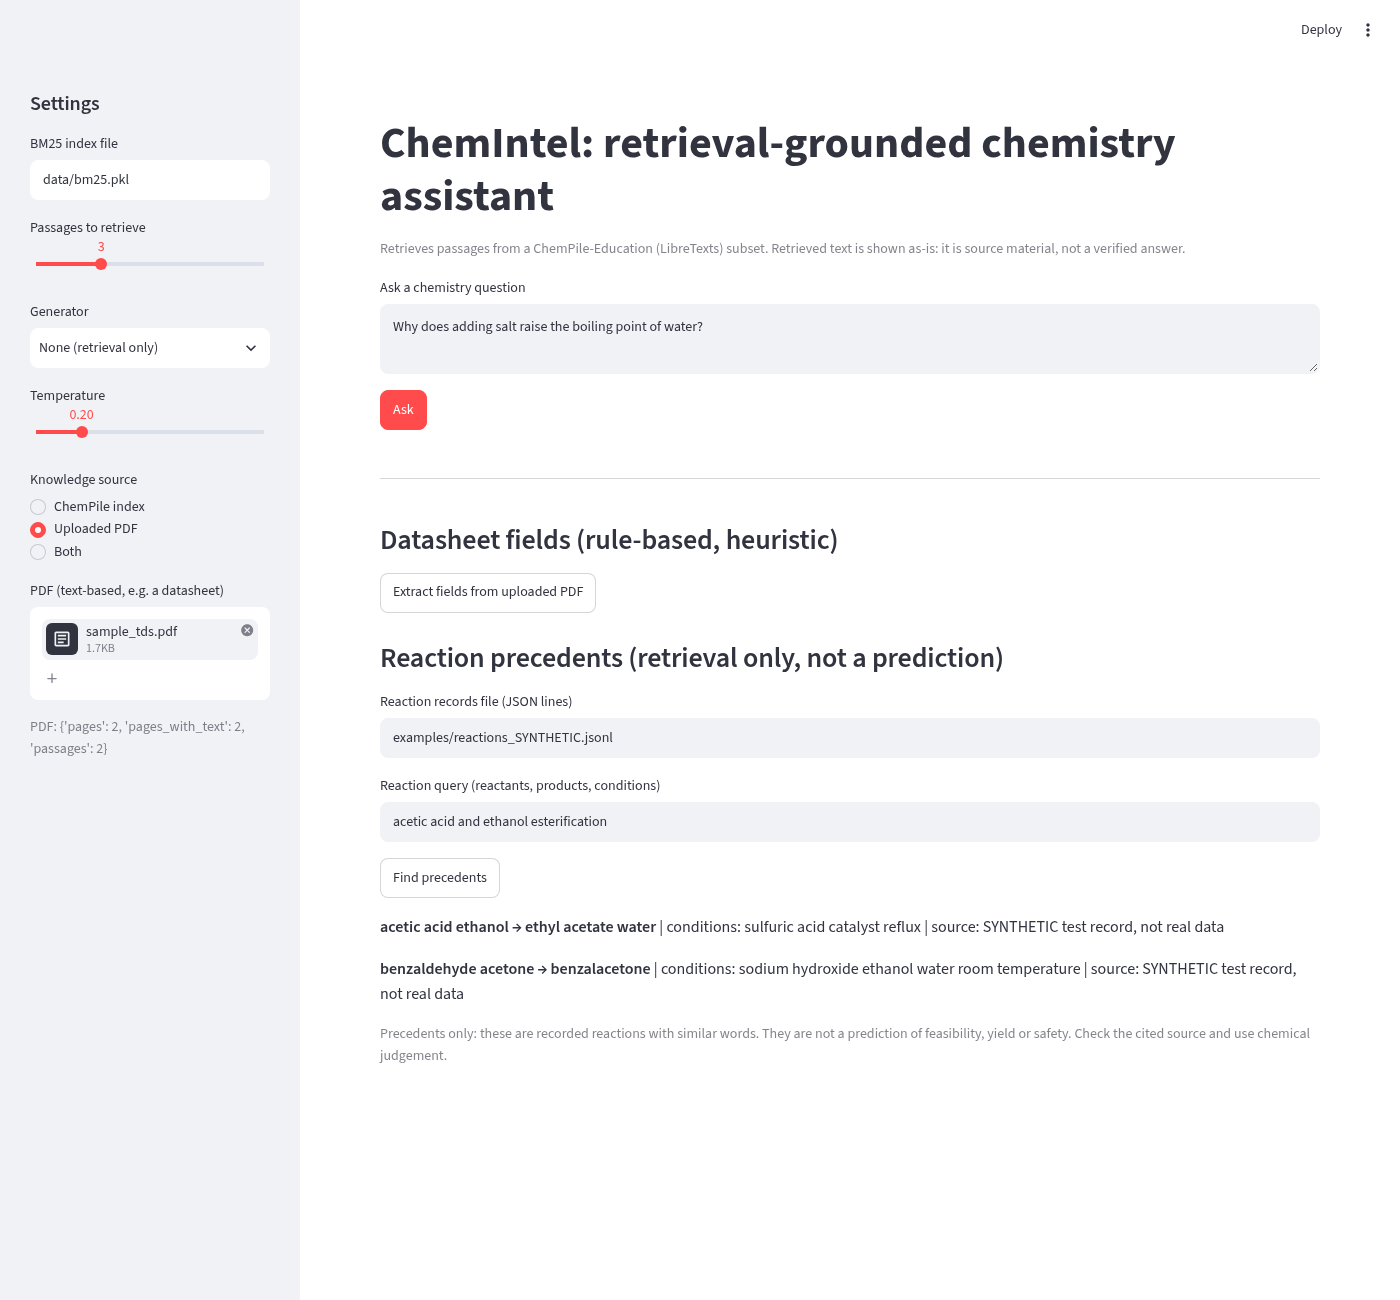 Deploy
Settings
BM25 index file
data/bm25.pkl
Passages to retrieve
3
Generator
None (retrieval only)
Temperature
0.20
Knowledge source
ChemPile index
Uploaded PDF
Both
PDF (text-based, e.g. a datasheet)
sample_tds.pdf
1.7KB
+
PDF: {'pages': 2, 'pages_with_text': 2,
'passages': 2}
ChemIntel: retrieval-grounded chemistry
assistant
Retrieves passages from a ChemPile-Education (LibreTexts) subset. Retrieved text is shown as-is: it is source material, not a verified answer.
Ask a chemistry question
Why does adding salt raise the boiling point of water?
Ask
Datasheet fields (rule-based, heuristic)
Extract fields from uploaded PDF
Reaction precedents (retrieval only, not a prediction)
Reaction records file (JSON lines)
examples/reactions_SYNTHETIC.jsonl
Reaction query (reactants, products, conditions)
acetic acid and ethanol esterification
Find precedents
acetic acid ethanol → ethyl acetate water | conditions: sulfuric acid catalyst reflux | source: SYNTHETIC test record, not real data
benzaldehyde acetone → benzalacetone | conditions: sodium hydroxide ethanol water room temperature | source: SYNTHETIC test record,
not real data
Precedents only: these are recorded reactions with similar words. They are not a prediction of feasibility, yield or safety. Check the cited source and use chemical
judgement.